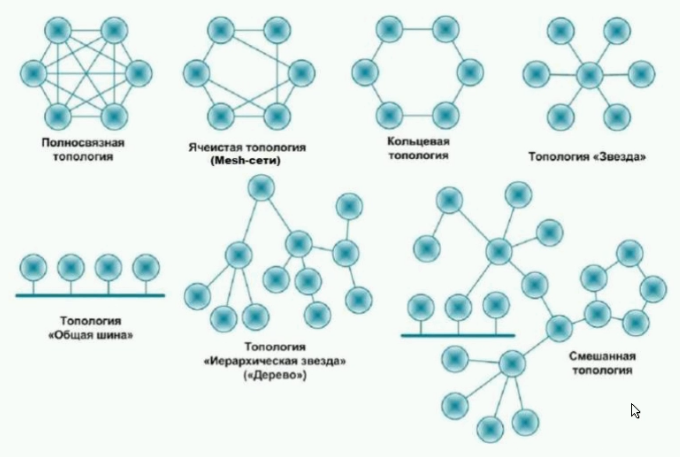 Полносвязная
топология
Ячеистая топология
(Mesh-сети)
Кольцевая
топология
Топология «Звезда»
Топология
«Общая шина»
Топология
«Иерархическая звезда»
(«Дерево»)
Смешанная
топология